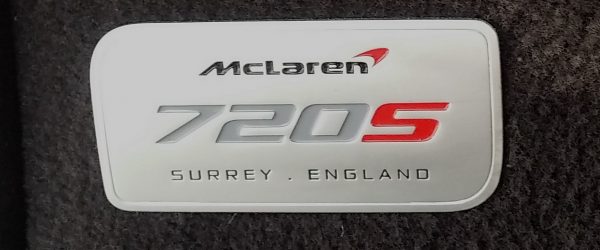 McLaren
720S
SURREY . ENGLAND